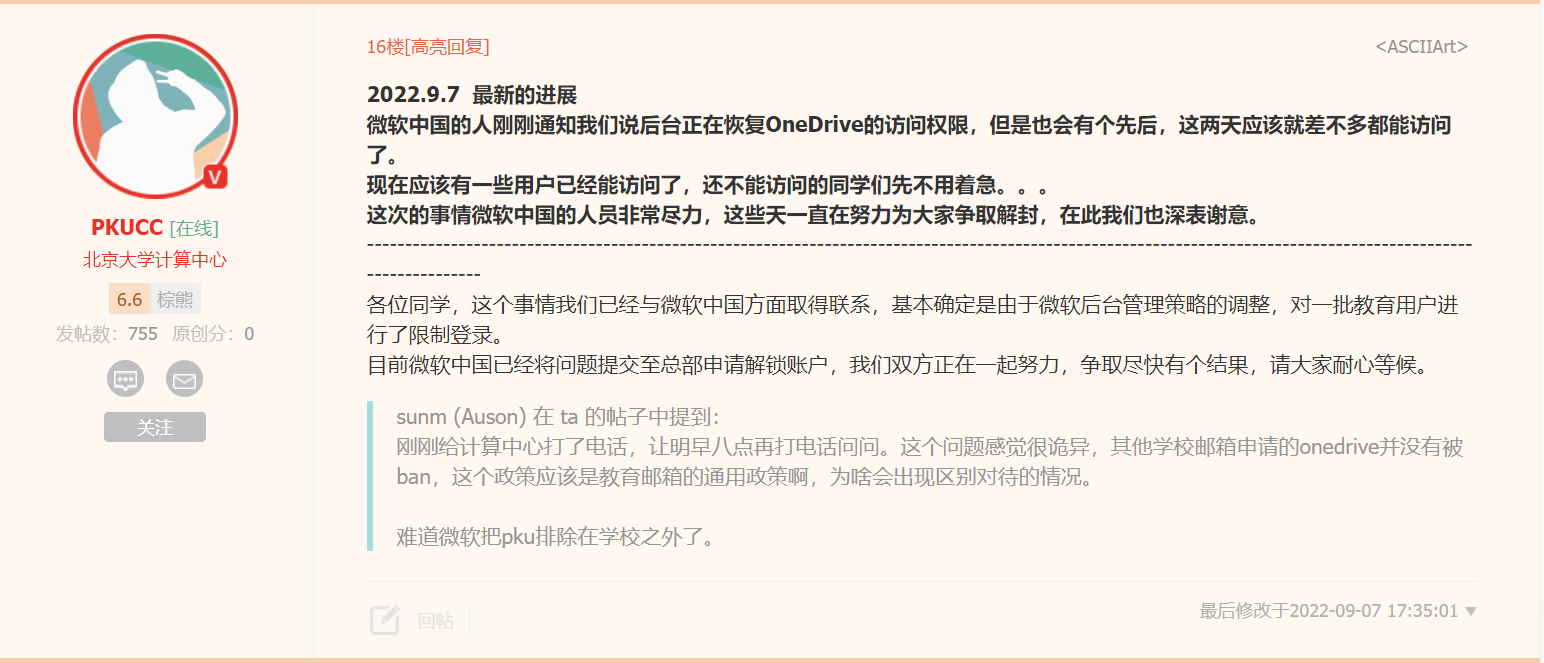 16楼[高亮回复]
<ASCIIArt>
2022.9.7 最新的进展
微软中国的人刚刚通知我们说后台正在恢复OneDrive的访问权限，但是也会有个先后，这两天应该就差不多都能访问
了。
现在应该有一些用户已经能访问了，还不能访问的同学们先不用着急。。。
这次的事情微软中国的人员非常尽力，这些天一直在努力为大家争取解封，在此我们也深表谢意。
--------------------------------------------------------------------------------------------------------------------------------------------------
---------------
各位同学，这个事情我们已经与微软中国方面取得联系，基本确定是由于微软后台管理策略的调整，对一批教育用户进
行了限制登录。
目前微软中国已经将问题提交至总部申请解锁账户，我们双方正在一起努力，争取尽快有个结果，请大家耐心等候。
sunm (Auson) 在 ta 的帖子中提到：
刚刚给计算中心打了电话，让明早八点再打电话问问。这个问题感觉很诡异，其他学校邮箱申请的onedrive并没有被
ban，这个政策应该是教育邮箱的通用政策啊，为啥会出现区别对待的情况。
难道微软把pku排除在学校之外了。
回帖
最后修改于2022-09-07 17:35:01
V
PKUCC [在线]
北京大学计算中心
6.6 棕熊
发帖数：755 原创分：0
关注